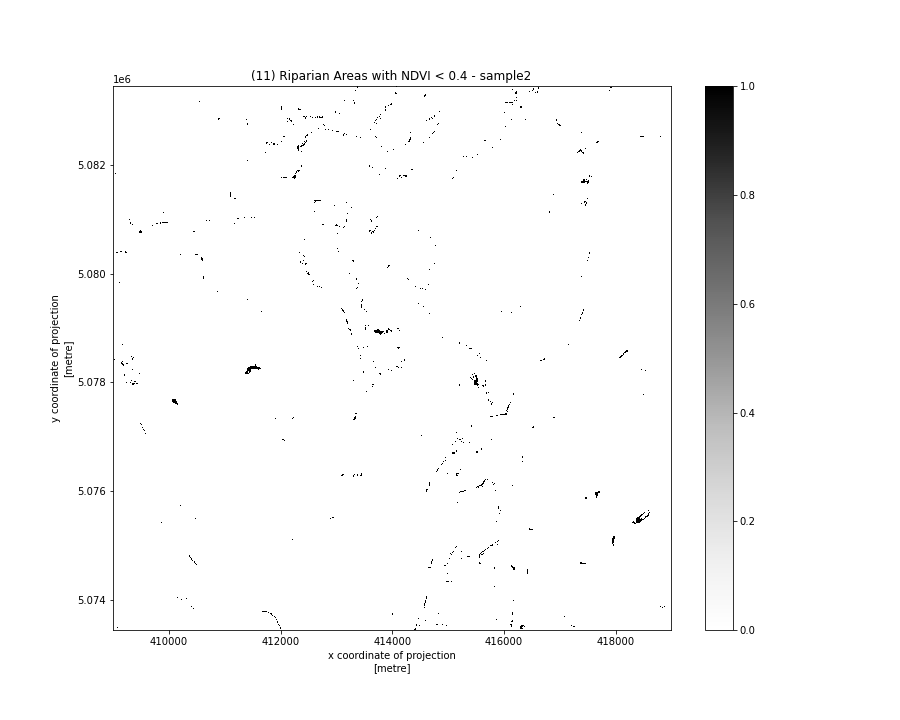 (11) Riparian Areas with NDVI < 0.4 - sample2
1e6
5.082
5.080
5.078
5.076
5.074
y coordinate of projection
[metre]
410000
412000
414000
416000
418000
x coordinate of projection
[metre]
1.0
0.8
0.6
0.4
0.2
0.0